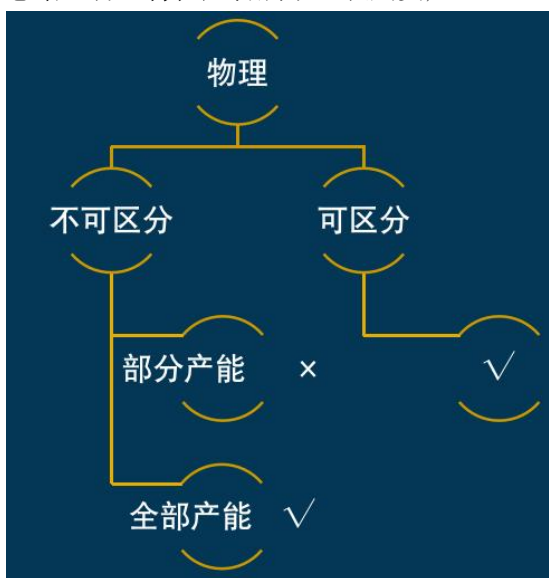 物理
不可区分
可区分
部分产能 ×
√
全部产能 √